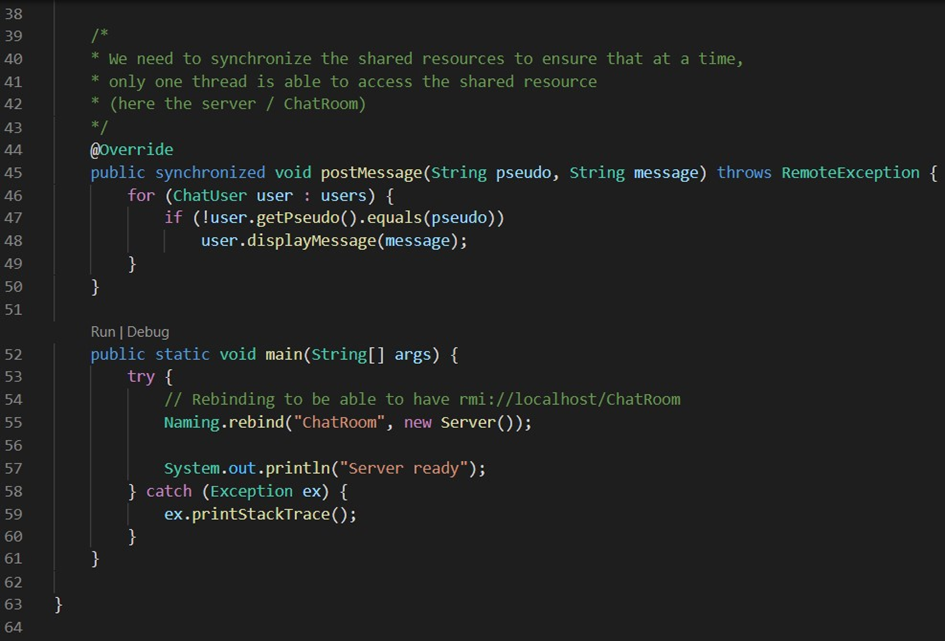 38
39 /*
40 * We need to synchronize the shared resources to ensure that at a time,
41 * only one thread is able to access the shared resource
42 * (here the server / ChatRoom)
43 */
44 @Override
45 public synchronized void postMessage(String pseudo, String message) throws RemoteException {
46 for (ChatUser user : users) {
47 if (!user.getPseudo().equals(pseudo))
48 user.displayMessage(message);
49 }
50 }
51
Run | Debug
52 public static void main(String[] args) {
53 try {
54 // Rebinding to be able to have rmi://localhost/ChatRoom
55 Naming.rebind("ChatRoom", new Server());
56
57 System.out.println("Server ready");
58 } catch (Exception ex) {
59 ex.printStackTrace();
60 }
61 }
62
63 }
64